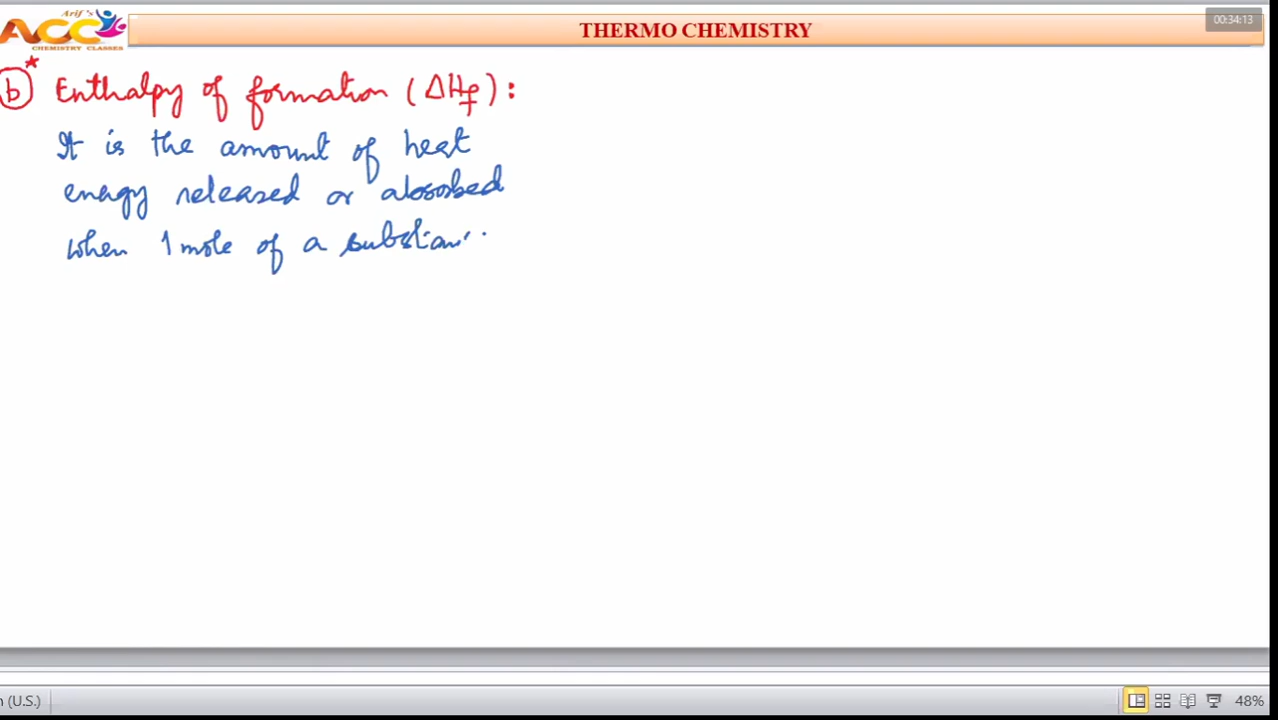 Arif's
ACC
CHEMISTRY CLASSES
THERMO CHEMISTRY
00:34:13
b * Enthalpy of formation (ΔHf):
It is the amount of heat
energy released or absorbed
when 1 mole of a
(U.S.)
48%